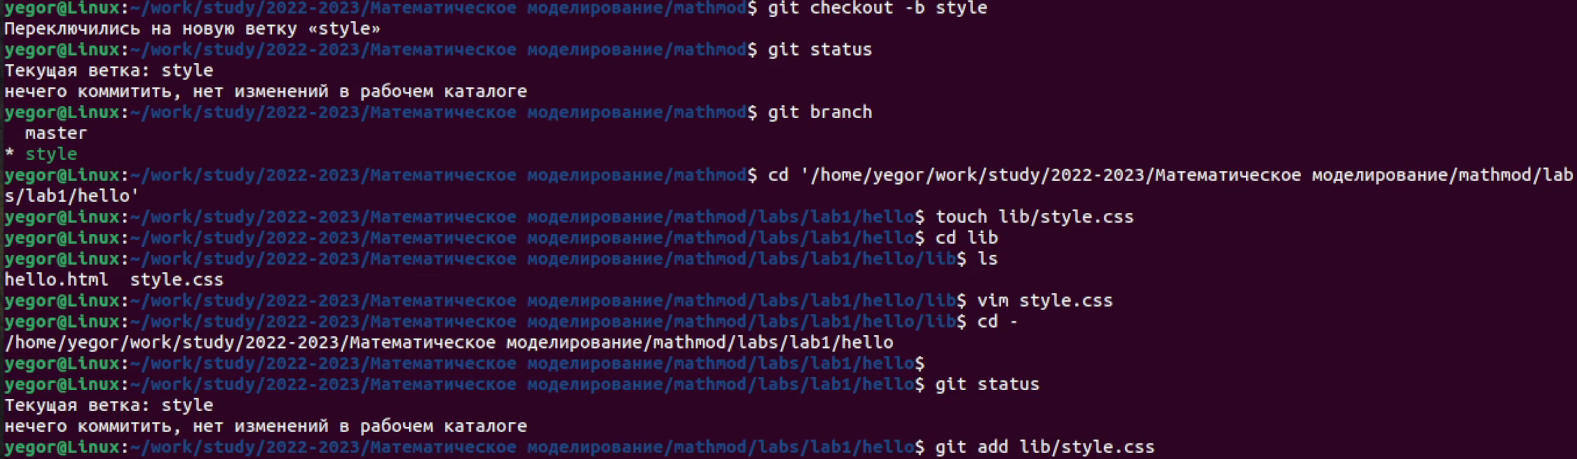 yegor@Linux:~/work/study/2022-2023/Математическое моделирование/mathmod$ git checkout -b style
Переключились на новую ветку «style»
yegor@Linux:~/work/study/2022-2023/Математическое моделирование/mathmod$ git status
Текущая ветка: style
нечего коммитить, нет изменений в рабочем каталоге
yegor@Linux:~/work/study/2022-2023/Математическое моделирование/mathmod$ git branch
  master
* style
yegor@Linux:~/work/study/2022-2023/Математическое моделирование/mathmod$ cd '/home/yegor/work/study/2022-2023/Математическое моделирование/mathmod/lab
s/lab1/hello'
yegor@Linux:~/work/study/2022-2023/Математическое моделирование/mathmod/labs/lab1/hello$ touch lib/style.css
yegor@Linux:~/work/study/2022-2023/Математическое моделирование/mathmod/labs/lab1/hello$ cd lib
yegor@Linux:~/work/study/2022-2023/Математическое моделирование/mathmod/labs/lab1/hello/lib$ ls
hello.html  style.css
yegor@Linux:~/work/study/2022-2023/Математическое моделирование/mathmod/labs/lab1/hello/lib$ vim style.css
yegor@Linux:~/work/study/2022-2023/Математическое моделирование/mathmod/labs/lab1/hello/lib$ cd -
/home/yegor/work/study/2022-2023/Математическое моделирование/mathmod/labs/lab1/hello
yegor@Linux:~/work/study/2022-2023/Математическое моделирование/mathmod/labs/lab1/hello$
yegor@Linux:~/work/study/2022-2023/Математическое моделирование/mathmod/labs/lab1/hello$ git status
Текущая ветка: style
нечего коммитить, нет изменений в рабочем каталоге
yegor@Linux:~/work/study/2022-2023/Математическое моделирование/mathmod/labs/lab1/hello$ git add lib/style.css